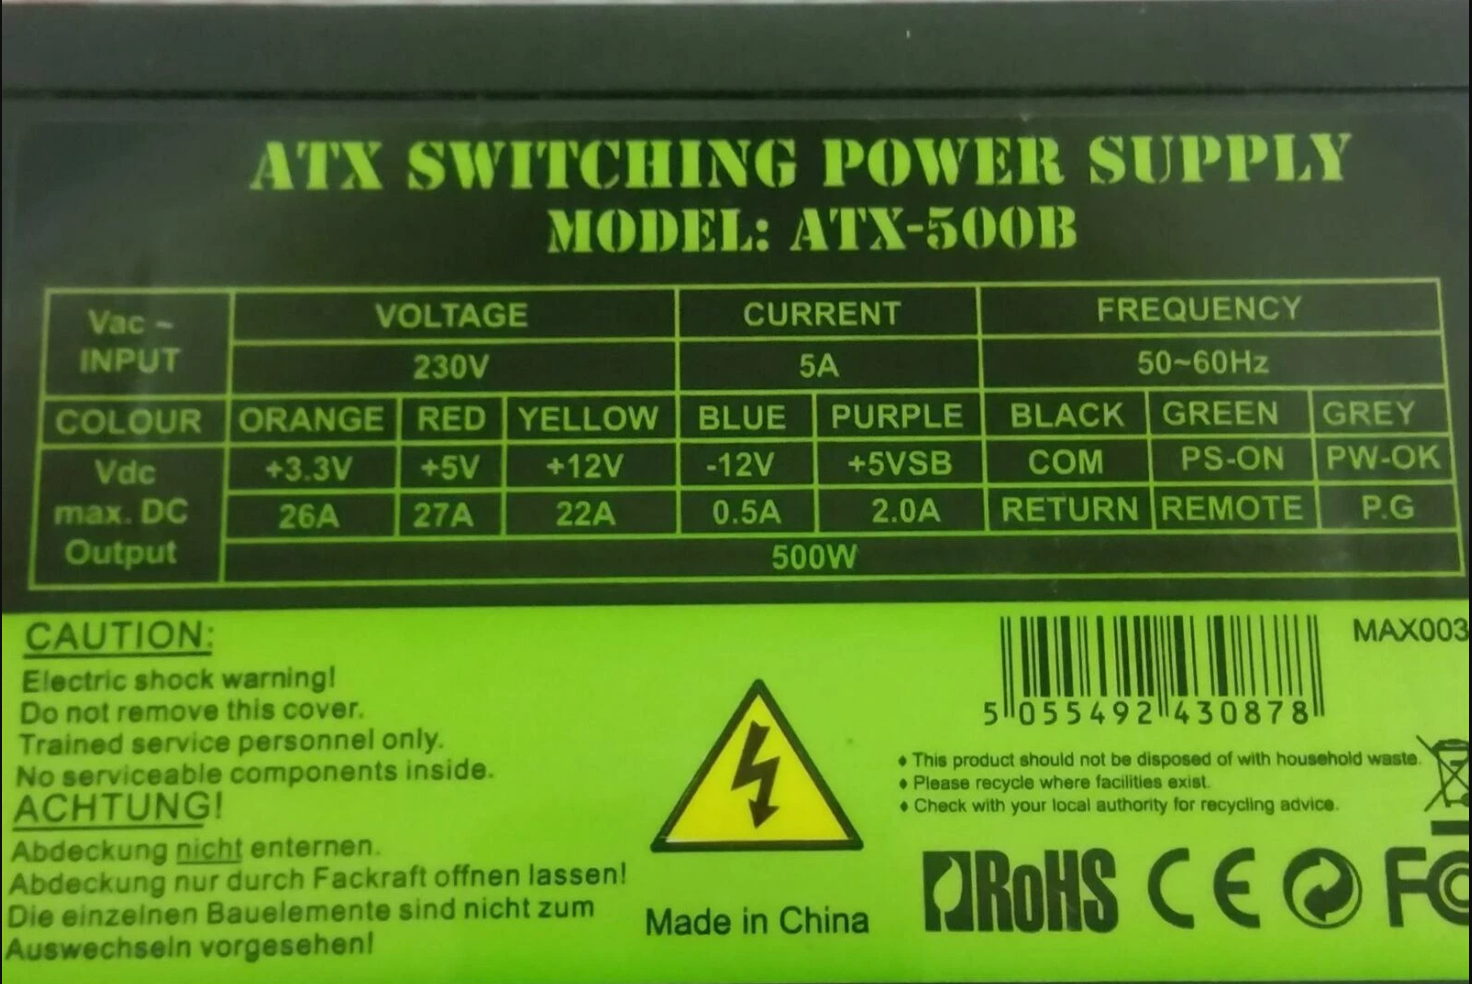 ATX SWITCHING POWER SUPPLY
MODEL: ATX-500B
Vac ~ INPUT VOLTAGE CURRENT FREQUENCY
230V 5A 50~60Hz
COLOUR ORANGE RED YELLOW BLUE PURPLE BLACK GREEN GREY
Vdc max. DC Output +3.3V +5V +12V -12V +5VSB COM PS-ON PW-OK
26A 27A 22A 0.5A 2.0A RETURN REMOTE P.G
500W
CAUTION:
Electric shock warning!
Do not remove this cover.
Trained service personnel only.
No serviceable components inside.
ACHTUNG!
Abdeckung nicht enternen.
Abdeckung nur durch Fackraft offnen lassen!
Die einzelnen Bauelemente sind nicht zum
Auswechseln vorgesehen!
Made in China
MAX003
5 055492 430878
♦ This product should not be disposed of with household waste.
♦ Please recycle where facilities exist.
♦ Check with your local authority for recycling advice.
RoHS CE FC